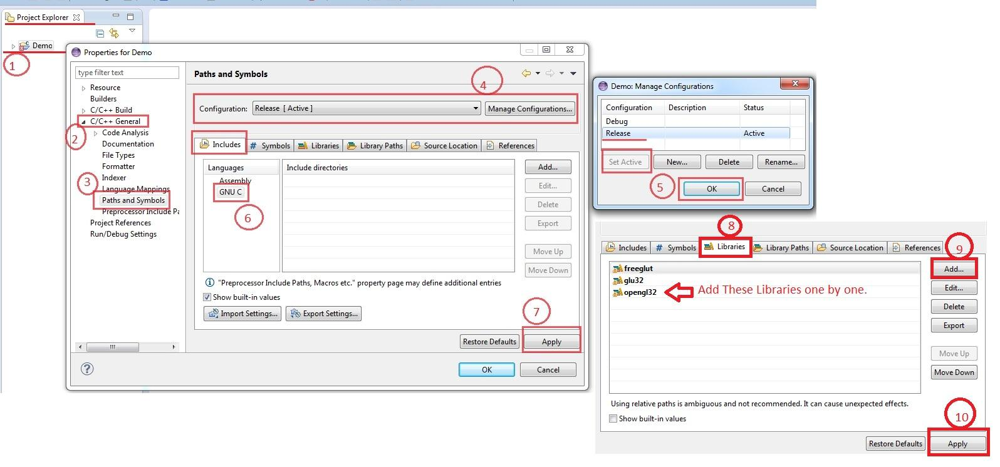 Project Explorer
Demo
1
Properties for Demo
type filter text
Resource
Builders
C/C++ Build
C/C++ General
2
Code Analysis
Documentation
File Types
Formatter
Indexer
3
Language Mappings
Paths and Symbols
Preprocessor Include Pa
Project References
Run/Debug Settings
Paths and Symbols
4
Configuration: Release [ Active ] Manage Configurations...
Includes # Symbols Libraries Library Paths Source Location References
Languages Include directories
Assembly
GNU C
6
Add...
Edit...
Delete
Export
Move Up
Move Down
"Preprocessor Include Paths, Macros etc." property page may define additional entries
Show built-in values
Import Settings... Export Settings...
7
Restore Defaults Apply
? OK Cancel
Demo: Manage Configurations
Configuration Description Status
Debug
Release Active
Set Active New... Delete Rename...
5
OK Cancel
8
Includes # Symbols Libraries Library Paths Source Location References
9
freeglut
glu32
opengl32
Add These Libraries one by one.
Add...
Edit...
Delete
Export
Move Up
Move Down
Using relative paths is ambiguous and not recommended. It can cause unexpected effects.
Show built-in values
10
Restore Defaults Apply